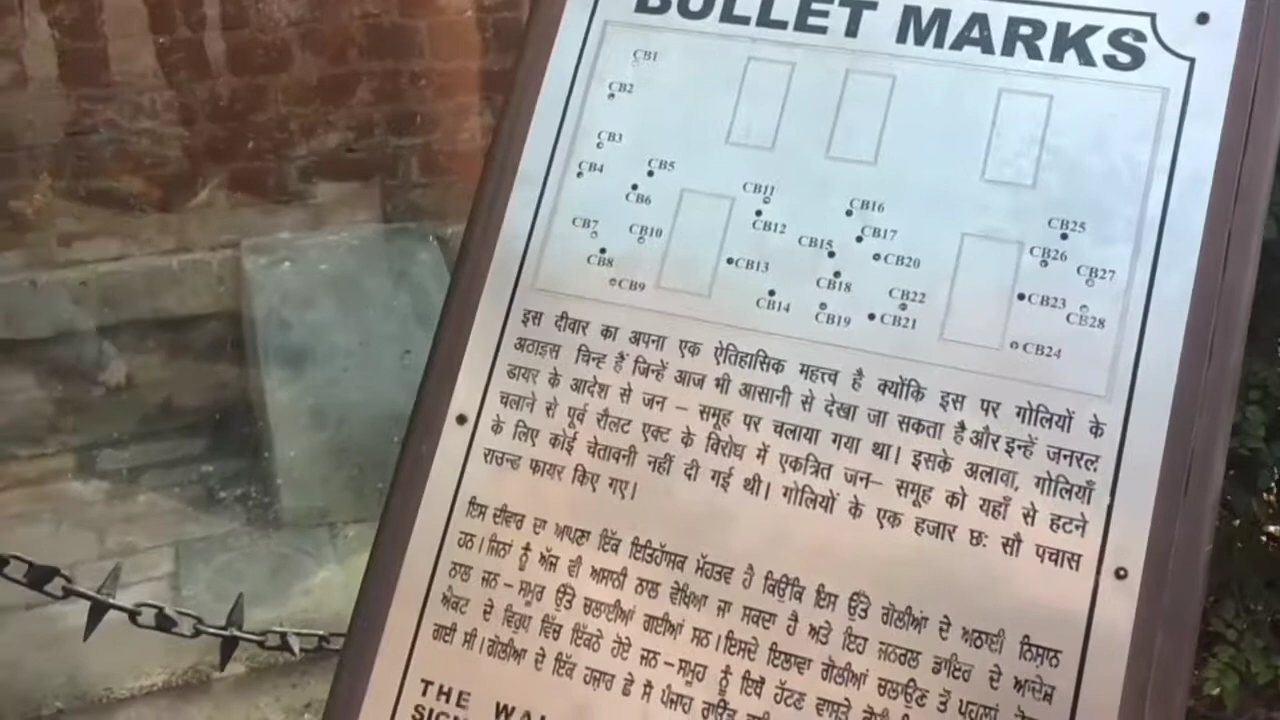 BULLET MARKS
CB1
CB2
CB3
CB4
CB5
CB6
CB7
CB8
CB9
CB10
CB11
CB12
CB13
CB14
CB15
CB16
CB17
CB18
CB19
CB20
CB21
CB22
CB23
CB24
CB25
CB26
CB27
CB28
इस दीवार का अपना एक ऐतिहासिक महत्त्व है क्योंकि इस पर गोलियों के
अठाइस चिन्ह हैं जिन्हें आज भी आसानी से देखा जा सकता है और इन्हें जनरल
डायर के आदेश से जन – समूह पर चलाया गया था। इसके अलावा, गोलियाँ
चलाने से पूर्व रौलट एक्ट के विरोध में एकत्रित जन– समूह को यहाँ से हटने
के लिए कोई चेतावनी नहीं दी गई थी। गोलियों के एक हजार छः सौ पचास
राउन्ड फायर किए गए।
ਇਸ ਦੀਵਾਰ ਦਾ ਆਪਣਾ ਇੱਕ ਇਤਿਹਾੱਸਕ ਮੱਹਤਵ ਹੈ ਕਿਉਂਕਿ ਇਸ ਉੱਤੇ ਗੋਲੀਆਂ ਦੇ ਅਠਾਈ ਨਿਸ਼ਾਨ
ਹਨ। ਜਿਨਾਂ ਨੂੰ ਅੱਜ ਵੀ ਅਸਾਨੀ ਨਾਲ ਵੇਖਿਆ ਜਾ ਸਕਦਾ ਹੈ ਅਤੇ ਇਹ ਜਨਰਲ ਡਾਇਰ ਦੇ ਆਦੇਸ਼
ਨਾਲ ਜਨ – ਸਮੂਹ ਉੱਤੇ ਚਲਾਈਆਂ ਗਈਆਂ ਸਨ। ਇਸਦੇ ਇਲਾਵਾ ਗੋਲੀਆਂ ਚਲਾਉਣ ਤੋਂ ਪਹਲਾਂ
ਐਕਟ ਦੇ ਵਿਰੁਧ ਵਿੱਚ ਇੱਕਠੇ ਹੋਏ ਜਨ – ਸਮੂਹ ਨੂੰ ਇਥੋਂ ਹੱਟਣ ਵਾਸਤੇ
ਗਈ ਸੀ। ਗੋਲੀਆ ਦੇ ਇੱਕ ਹਜ਼ਾਰ ਛੇ ਸੌ ਪੰਜਾਹ ਰਾਉਂਡ
THE